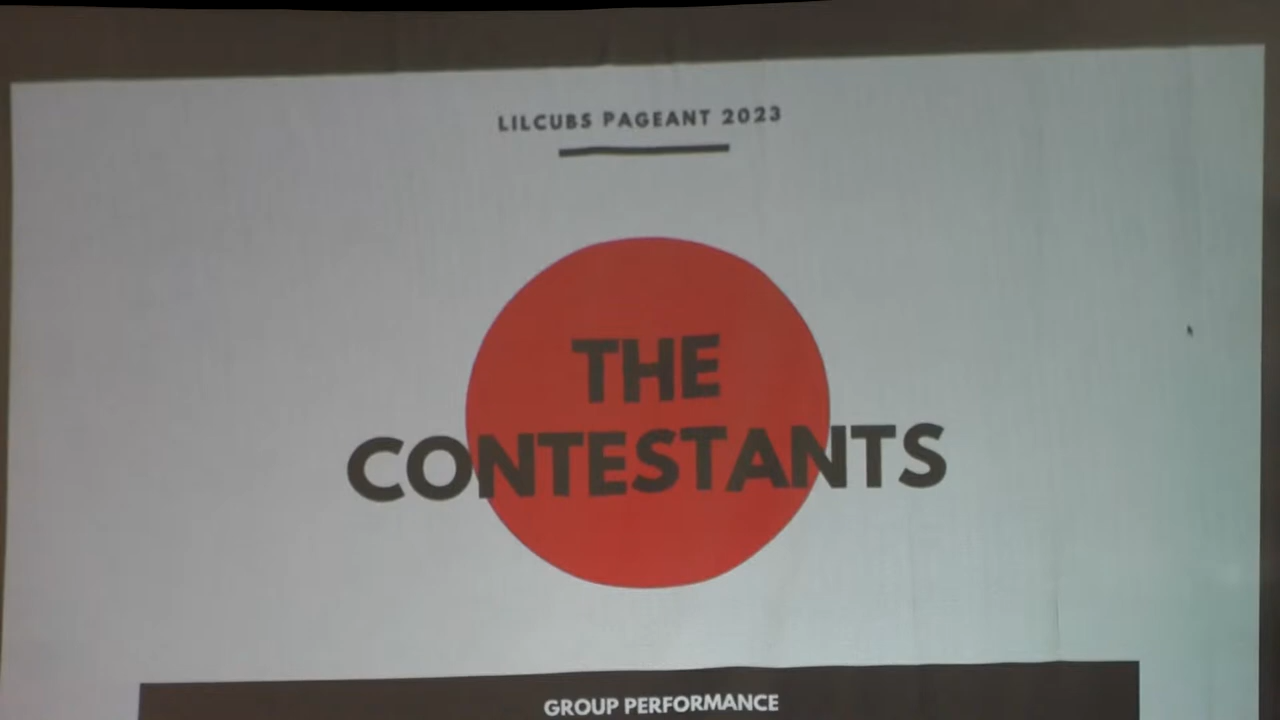 LILCUBS PAGEANT 2023
THE
CONTESTANTS
GROUP PERFORMANCE